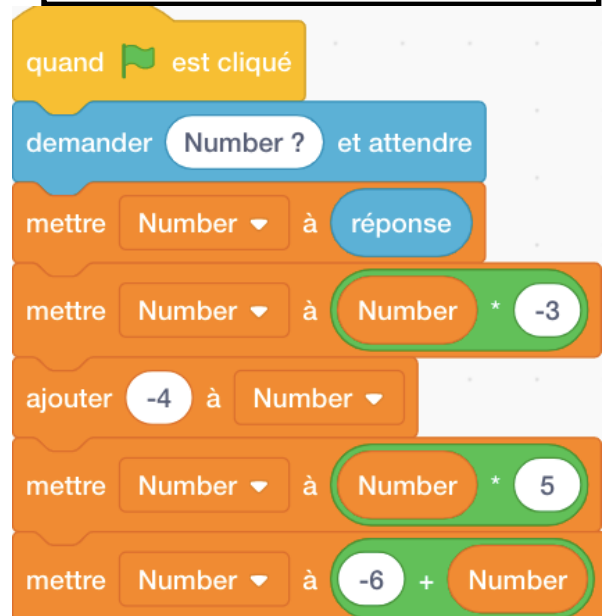 quand est cliqué
demander Number ? et attendre
mettre Number à réponse
mettre Number à Number * -3
ajouter -4 à Number
mettre Number à Number * 5
mettre Number à -6 + Number